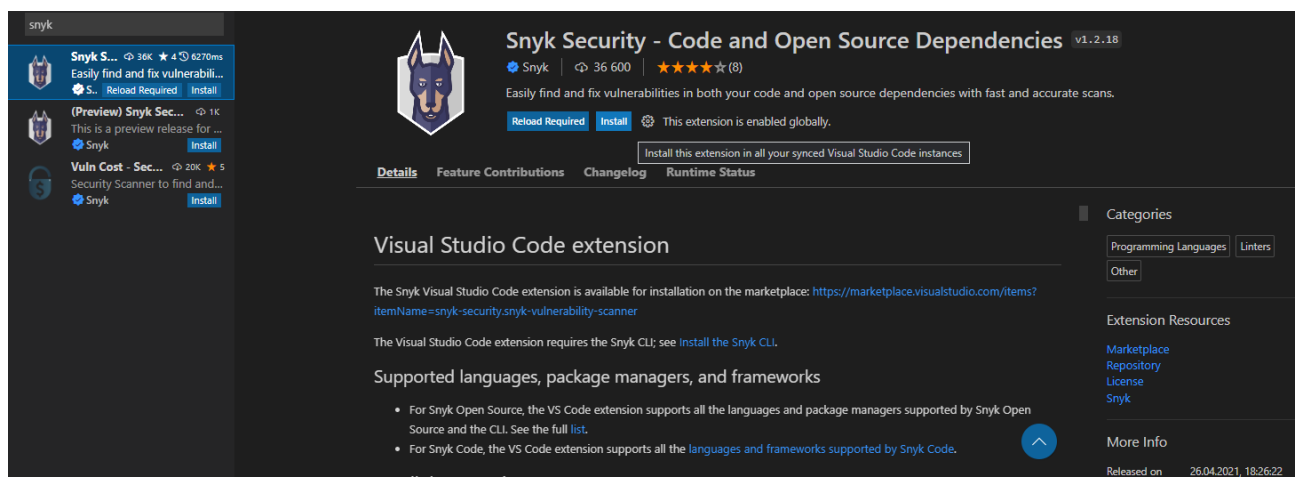 snyk
Snyk S... 36K ★ 4 6270ms
Easily find and fix vulnerabili...
S.. Reload Required Install
(Preview) Snyk Sec... 1K
This is a preview release for ...
Snyk Install
Vuln Cost - Sec... 20K ★ 5
Security Scanner to find and...
Snyk Install
Snyk Security - Code and Open Source Dependencies v1.2.18
Snyk | 36 600 | ★★★★☆(8)
Easily find and fix vulnerabilities in both your code and open source dependencies with fast and accurate scans.
Reload Required Install This extension is enabled globally.
Install this extension in all your synced Visual Studio Code instances
Details Feature Contributions Changelog Runtime Status
Visual Studio Code extension
The Snyk Visual Studio Code extension is available for installation on the marketplace: https://marketplace.visualstudio.com/items?
itemName=snyk-security.snyk-vulnerability-scanner
The Visual Studio Code extension requires the Snyk CLI; see Install the Snyk CLI.
Supported languages, package managers, and frameworks
• For Snyk Open Source, the VS Code extension supports all the languages and package managers supported by Snyk Open
Source and the CLI. See the full list.
• For Snyk Code, the VS Code extension supports all the languages and frameworks supported by Snyk Code.
Categories
Programming Languages Linters
Other
Extension Resources
Marketplace
Repository
License
Snyk
More Info
Released on 26.04.2021, 18:26:22